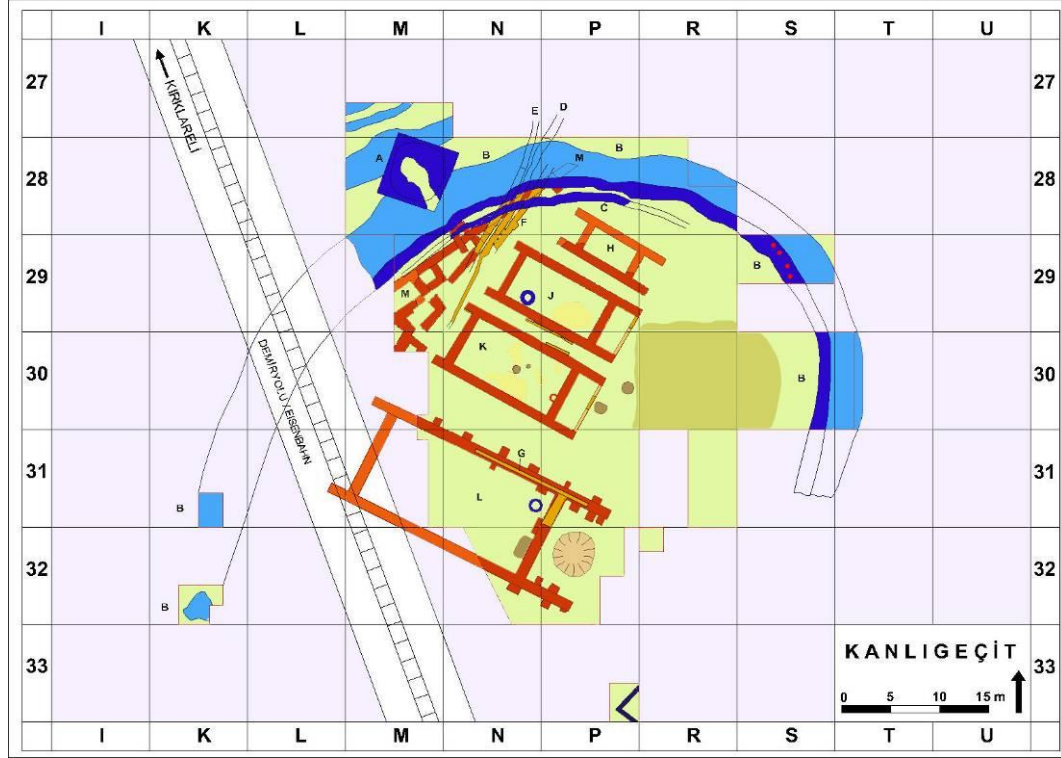 I K L M N P R S T U
27 27
E D
KIRKLARELİ
A B B M
28 28
C
F
H
B
29 29
M J
K
DEMİRYOLU / EISENBAHN
30 B 30
G
31 L 31
B
32 32
B
KANLIGEÇİT
33 33
0 5 10 15 m
I K L M N P R S T U